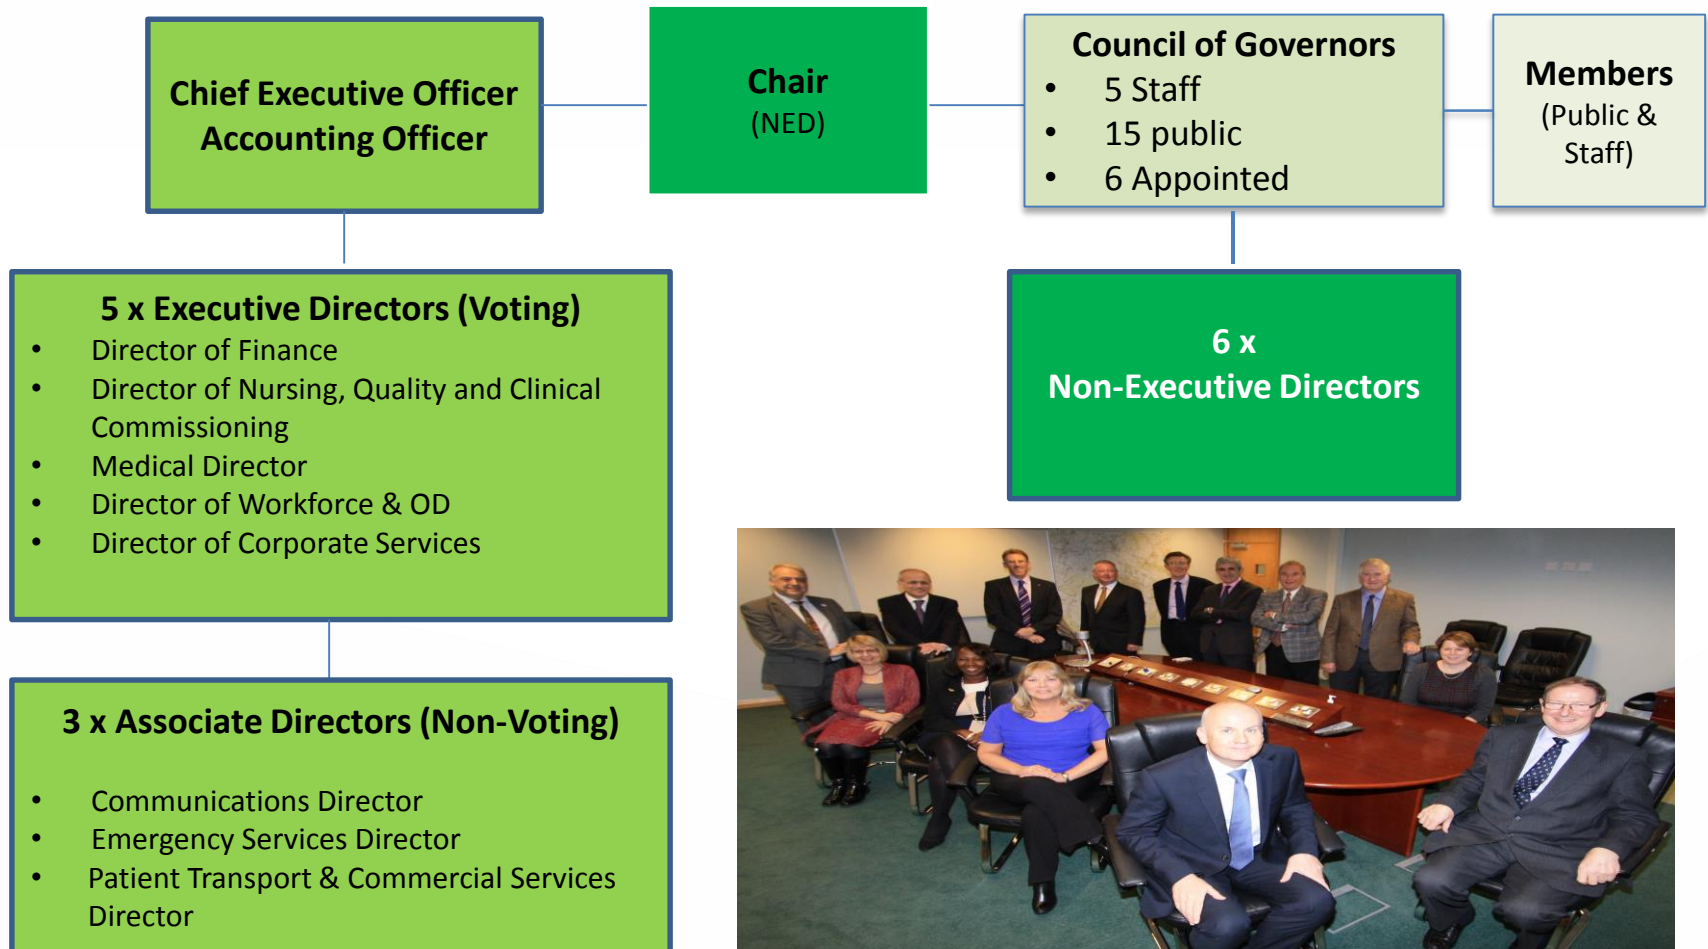 Chief Executive Officer
Accounting Officer
Chair
(NED)
Council of Governors
• 5 Staff
• 15 public
• 6 Appointed
Members
(Public &
Staff)
5 x Executive Directors (Voting)
• Director of Finance
• Director of Nursing, Quality and Clinical
Commissioning
• Medical Director
• Director of Workforce & OD
• Director of Corporate Services
6 x
Non-Executive Directors
3 x Associate Directors (Non-Voting)
• Communications Director
• Emergency Services Director
• Patient Transport & Commercial Services
Director